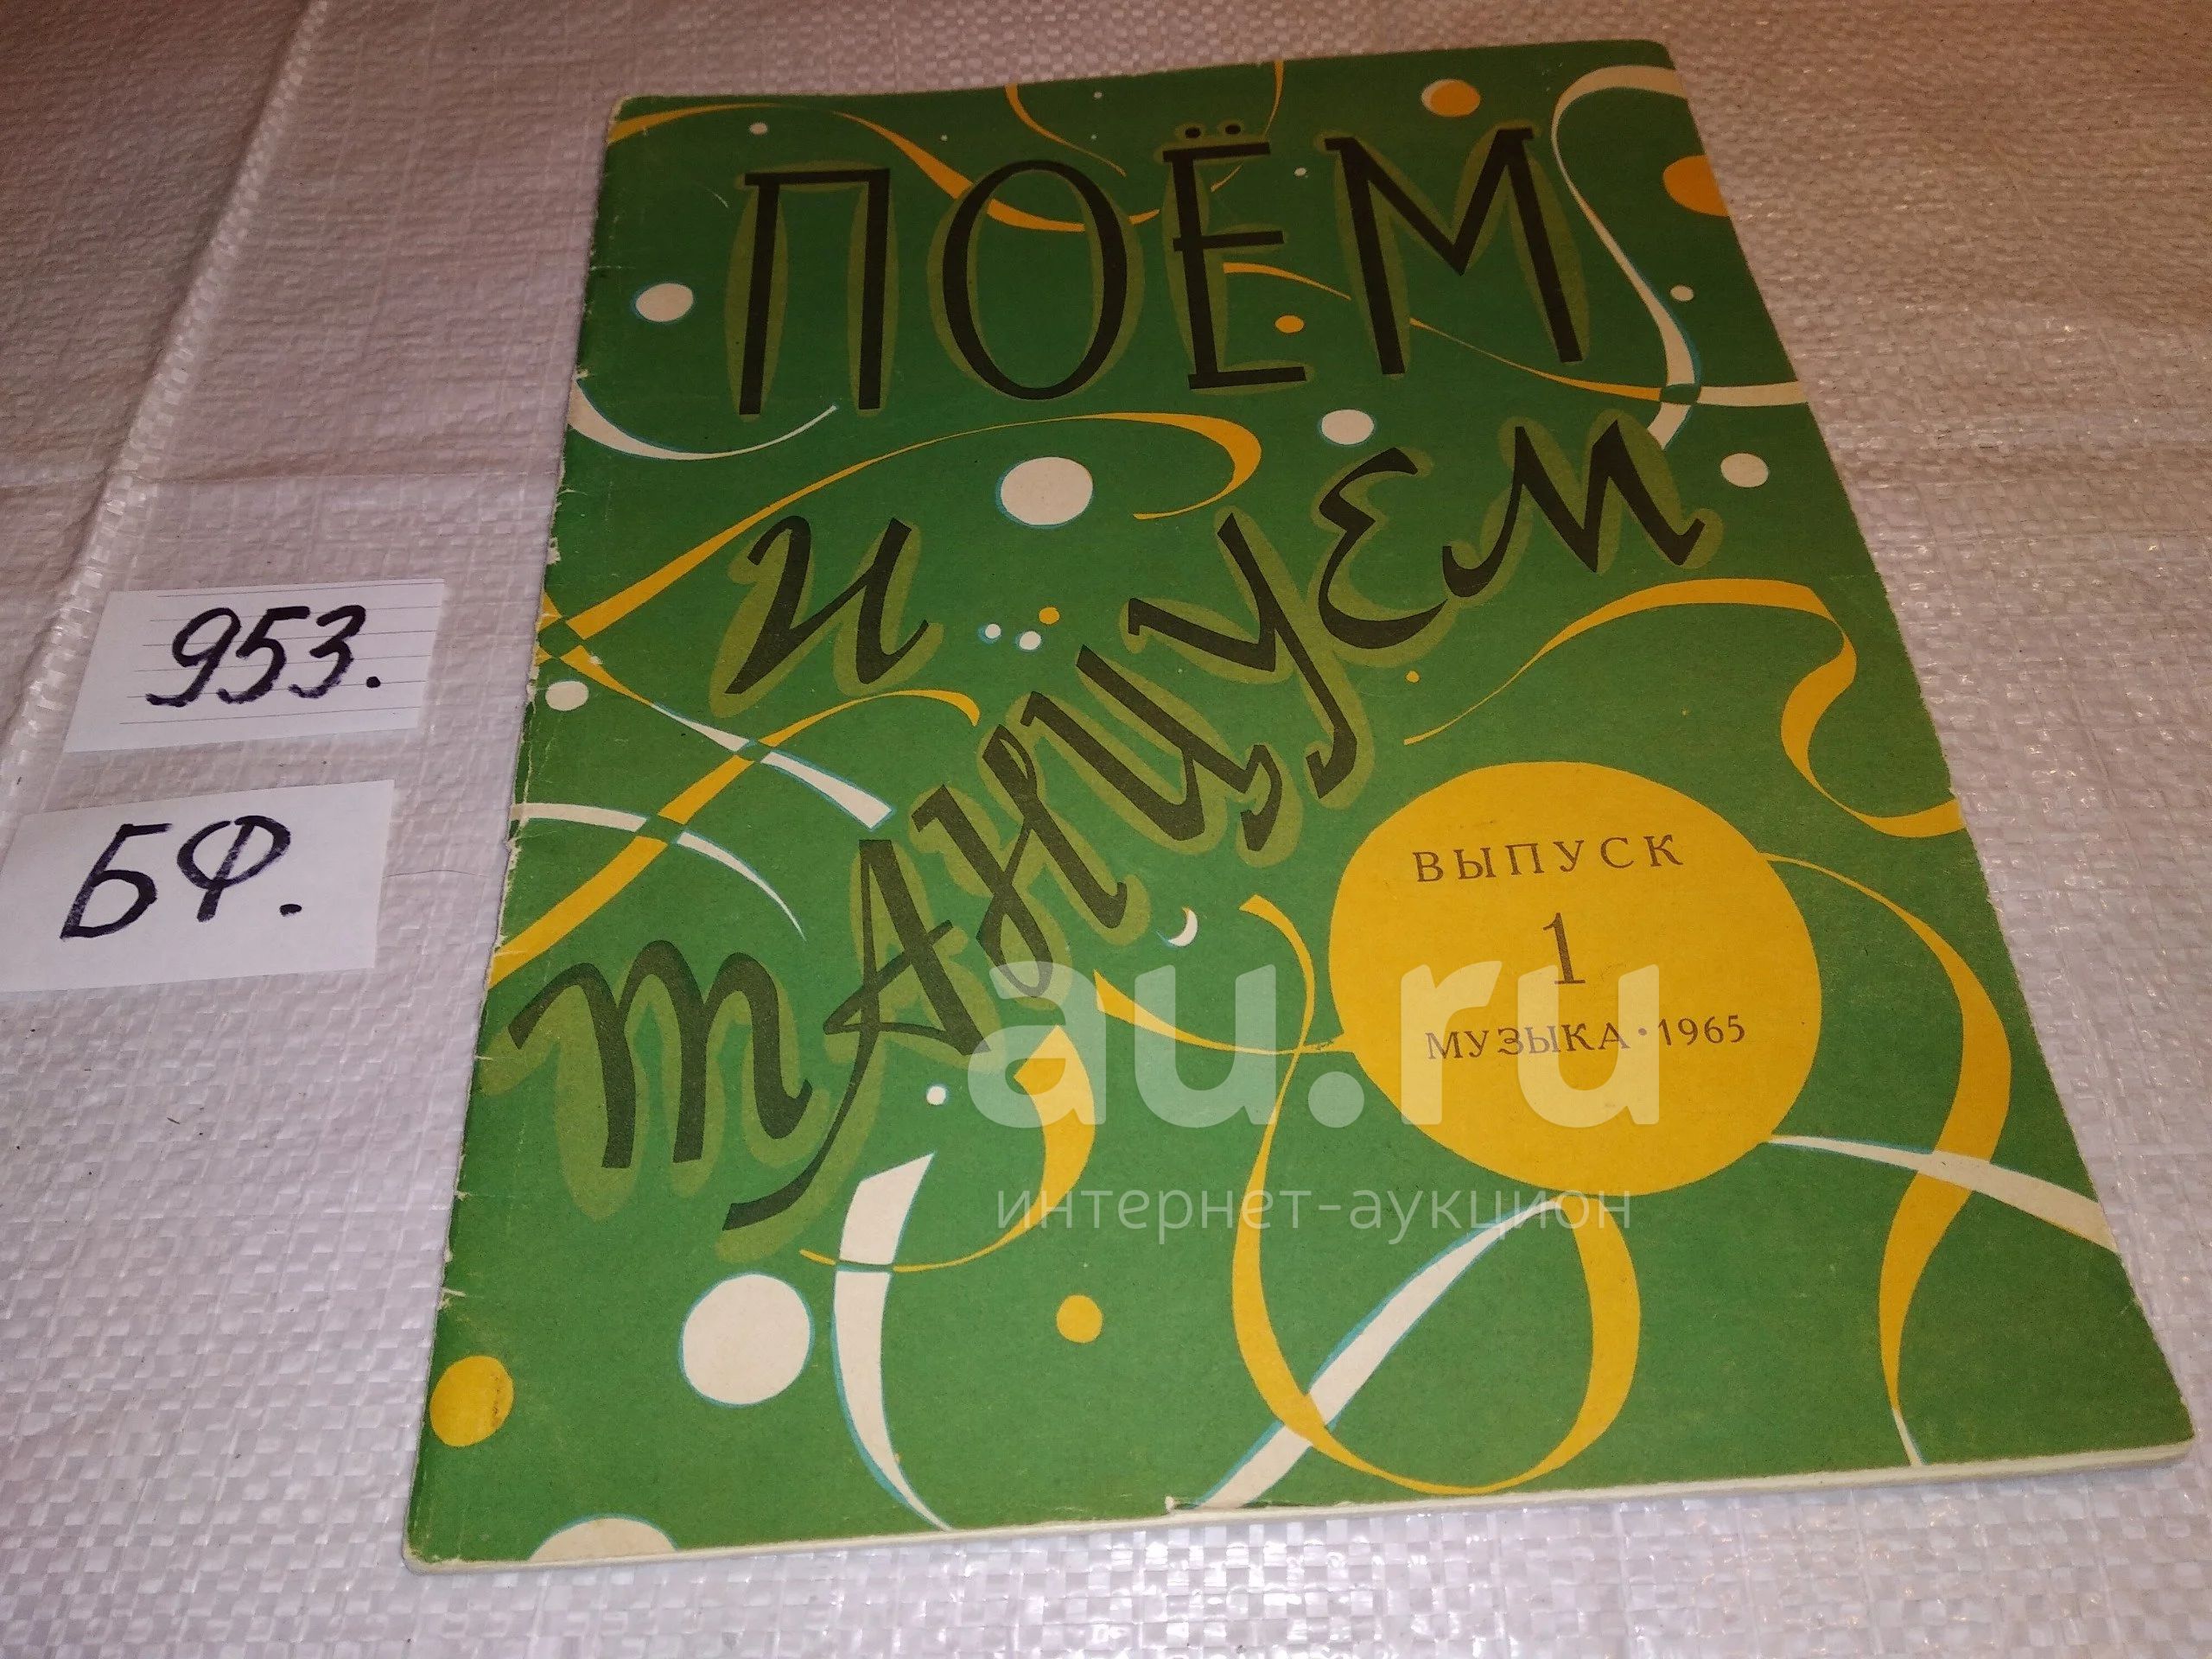 ПОЁМ
И
ТАНЦУЕМ
953.
БФ.
ВЫПУСК
1
МУЗЫКА • 1965
au.ru
интернет-аукцион